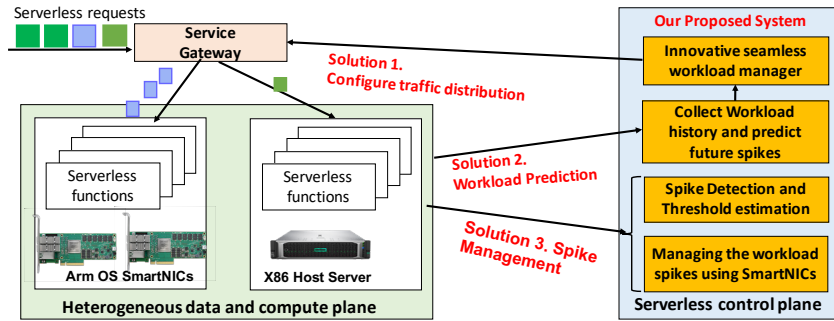 Serverless requests
Service
Gateway
Solution 1.
Configure traffic distribution
Our Proposed System
Innovative seamless
workload manager
Collect Workload
history and predict
future spikes
Solution 2.
Workload Prediction
Serverless
functions
Serverless
functions
Spike Detection and
Threshold estimation
Solution 3. Spike
Management
Managing the workload
spikes using SmartNICs
Arm OS SmartNICs
X86 Host Server
Heterogeneous data and compute plane
Serverless control plane